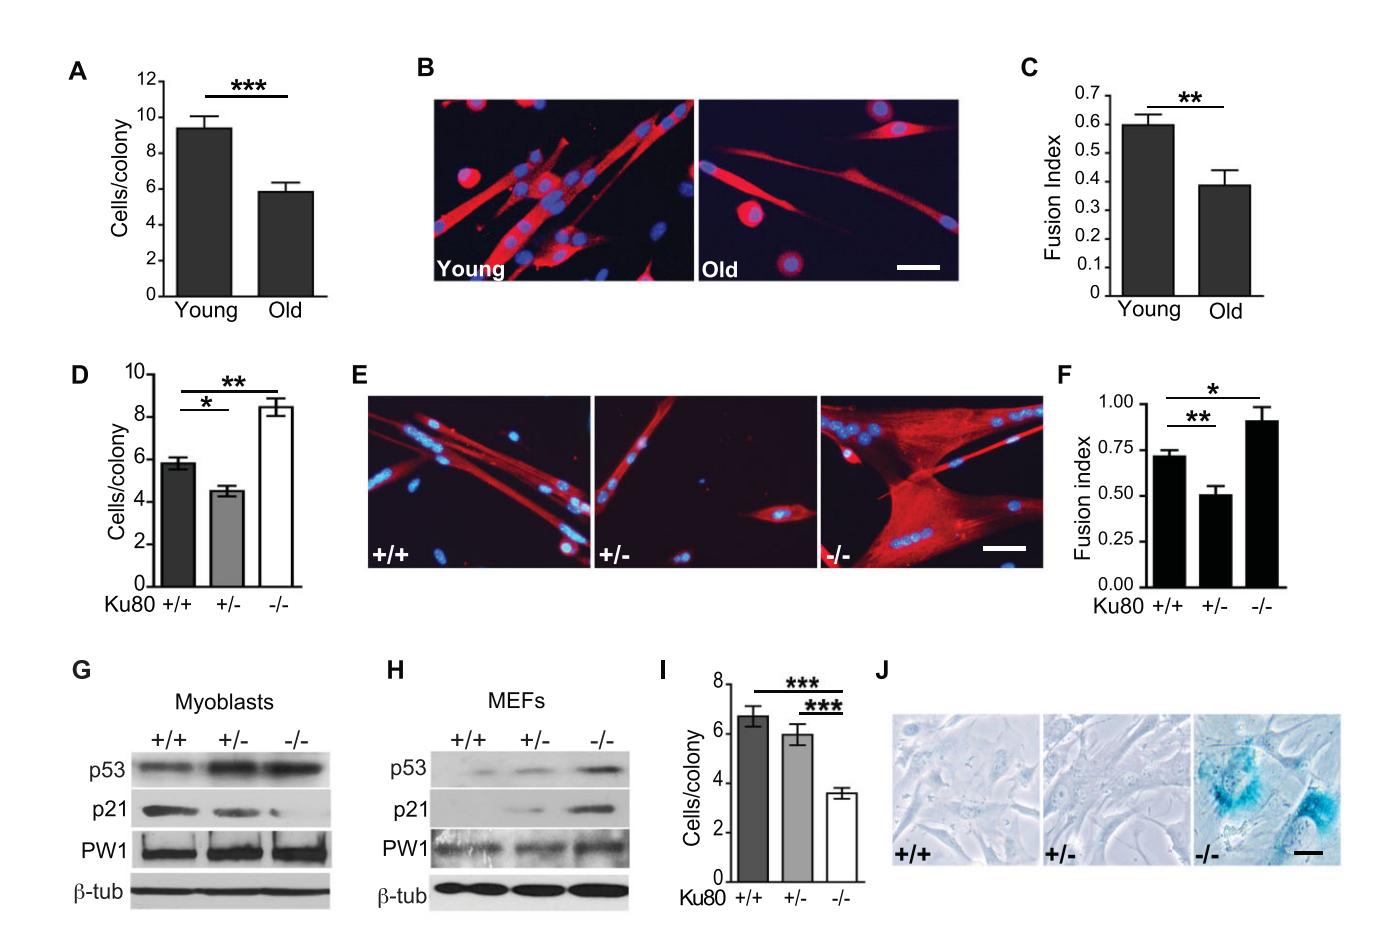 A
12
10
8
6
4
2
0
Cells/colony
***
Young Old
B
Young
Old
C
0.7
0.6
0.5
0.4
0.3
0.2
0.1
0
Fusion Index
**
Young Old
D
10
8
6
4
2
0
Cells/colony
**
*
Ku80 +/+ +/- -/-
E
+/+
+/-
-/-
F
1.00
0.75
0.50
0.25
0.00
Fusion index
*
**
Ku80 +/+ +/- -/-
G
Myoblasts
+/+ +/- -/-
p53
p21
PW1
β-tub
H
MEFs
+/+ +/- -/-
p53
p21
PW1
β-tub
I
8
6
4
2
0
Cells/colony
***
***
Ku80 +/+ +/- -/-
J
+/+
+/-
-/-